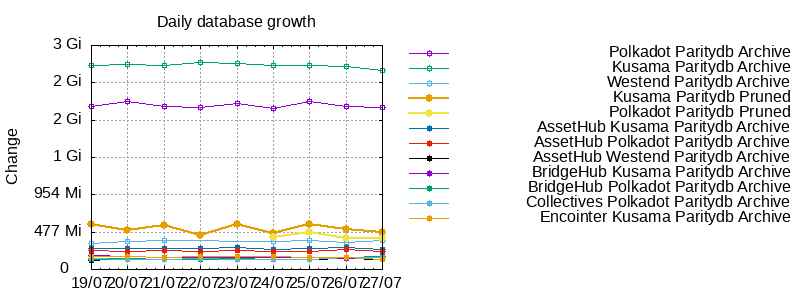 Daily database growth
3 Gi
2 Gi
2 Gi
1 Gi
954 Mi
477 Mi
0
Change
19/07 20/07 21/07 22/07 23/07 24/07 25/07 26/07 27/07
Polkadot Paritydb Archive
Kusama Paritydb Archive
Westend Paritydb Archive
Kusama Paritydb Pruned
Polkadot Paritydb Pruned
AssetHub Kusama Paritydb Archive
AssetHub Polkadot Paritydb Archive
AssetHub Westend Paritydb Archive
BridgeHub Kusama Paritydb Archive
BridgeHub Polkadot Paritydb Archive
Collectives Polkadot Paritydb Archive
Encointer Kusama Paritydb Archive